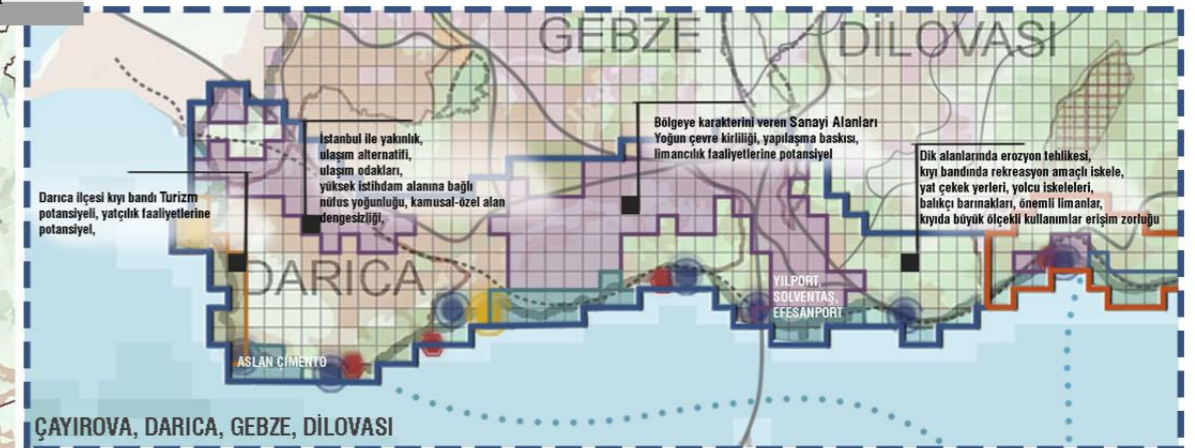 GEBZE
DİLOVASI
İstanbul ile yakınlık,
ulaşım alternatifi,
ulaşım odakları,
yüksek istihdam alanına bağlı
nüfus yoğunluğu, kamusal-özel alan
dengesizliği,
Bölgeye karakterini veren Sanayi Alanları
Yoğun çevre kirliliği, yapılaşma baskısı,
limancılık faaliyetlerine potansiyel
Dik alanlarında erozyon tehlikesi,
kıyı bandında rekreasyon amaçlı iskele,
yat çekek yerleri, yolcu iskeleleri,
balıkçı barınakları, önemli limanlar,
kıyıda büyük ölçekli kullanımlar erişim zorluğu
Darıca ilçesi kıyı bandı Turizm
potansiyeli, yatçılık faaliyetlerine
potansiyel,
DARICA
YILPORT,
SOLVENTAŞ,
EFESANPORT
ASLAN ÇİMENTO
ÇAYIROVA, DARICA, GEBZE, DİLOVASI